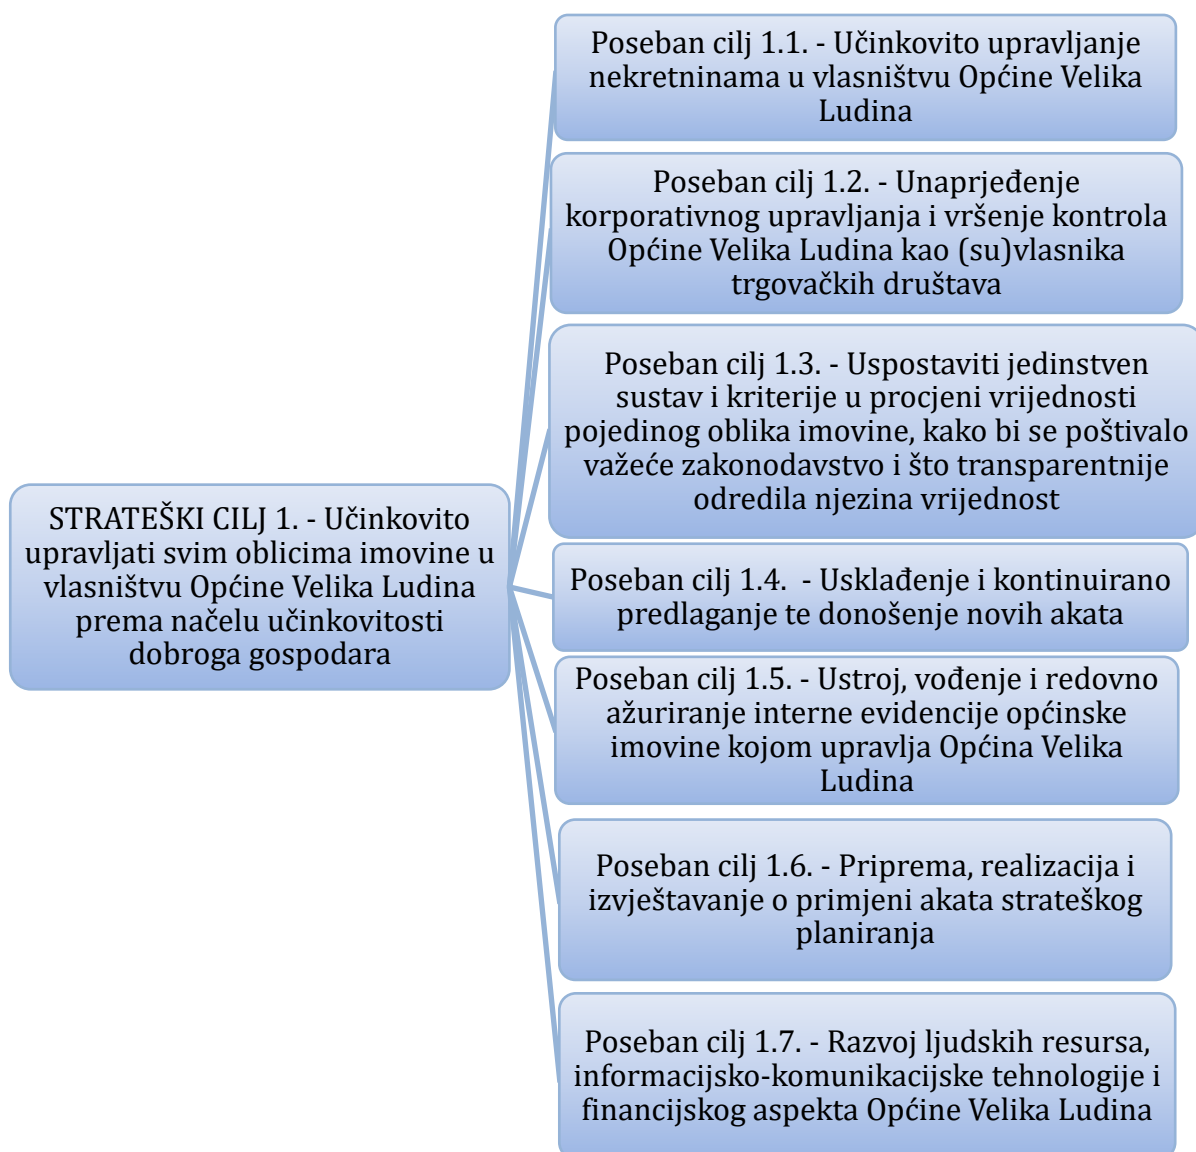 Poseban cilj 1.1. - Učinkovito upravljanje
nekretninama u vlasništvu Općine Velika
Ludina
Poseban cilj 1.2. - Unaprjeđenje
korporativnog upravljanja i vršenje kontrola
Općine Velika Ludina kao (su)vlasnika
trgovačkih društava
Poseban cilj 1.3. - Uspostaviti jedinstven
sustav i kriterije u procjeni vrijednosti
pojedinog oblika imovine, kako bi se poštivalo
važeće zakonodavstvo i što transparentnije
odredila njezina vrijednost
STRATEŠKI CILJ 1. - Učinkovito
upravljati svim oblicima imovine u
vlasništvu Općine Velika Ludina
prema načelu učinkovitosti
dobroga gospodara
Poseban cilj 1.4.  - Usklađenje i kontinuirano
predlaganje te donošenje novih akata
Poseban cilj 1.5. - Ustroj, vođenje i redovno
ažuriranje interne evidencije općinske
imovine kojom upravlja Općina Velika
Ludina
Poseban cilj 1.6. - Priprema, realizacija i
izvještavanje o primjeni akata strateškog
planiranja
Poseban cilj 1.7. - Razvoj ljudskih resursa,
informacijsko-komunikacijske tehnologije i
financijskog aspekta Općine Velika Ludina